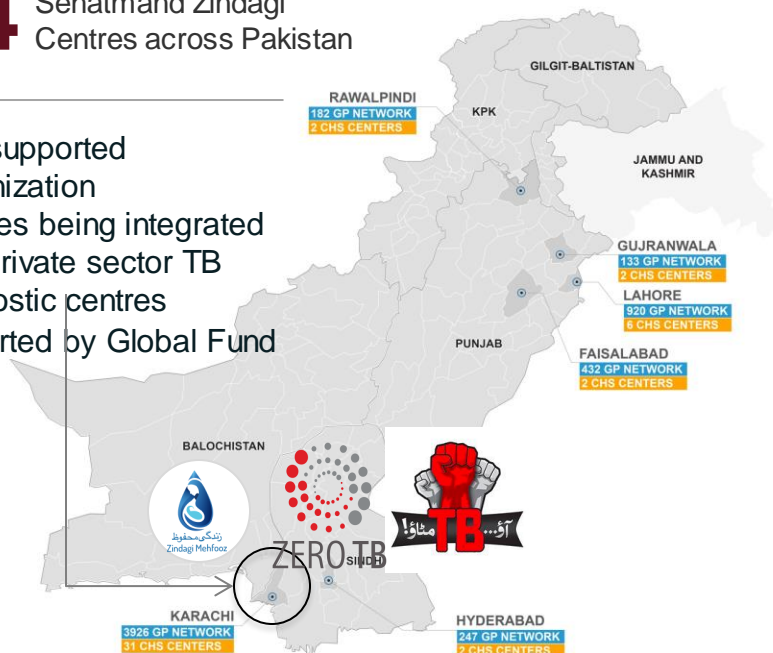 4
Sehatmand Zindagi
Centres across Pakistan
supported
nization
es being integrated
rivate sector TB
ostic centres
rted by Global Fund
GILGIT-BALTISTAN
RAWALPINDI
182 GP NETWORK
2 CHS CENTERS
KPK
JAMMU AND
KASHMIR
GUJRANWALA
133 GP NETWORK
2 CHS CENTERS
LAHORE
920 GP NETWORK
6 CHS CENTERS
FAISALABAD
432 GP NETWORK
2 CHS CENTERS
PUNJAB
BALOCHISTAN
زندگی محفوظ
Zindagi Mehfooz
ZERO TB
آؤ... TB مٹاؤ!
SINDH
KARACHI
3926 GP NETWORK
31 CHS CENTERS
HYDERABAD
247 GP NETWORK
2 CHS CENTERS